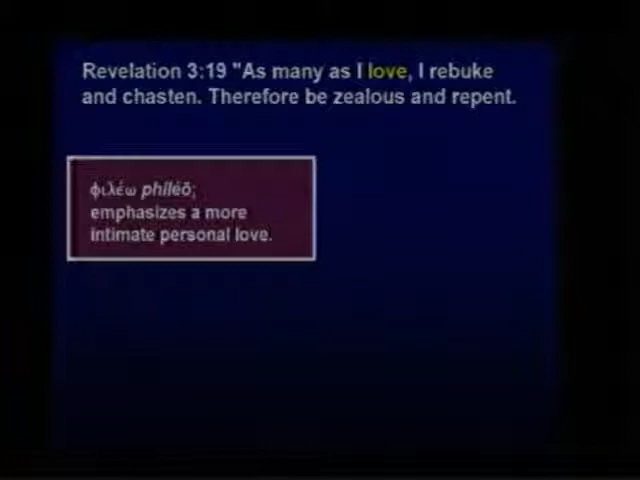 Revelation 3:19 "As many as I love, I rebuke
and chasten. Therefore be zealous and repent.
φιλέω phíléō;
emphasizes a more
intimate personal love.